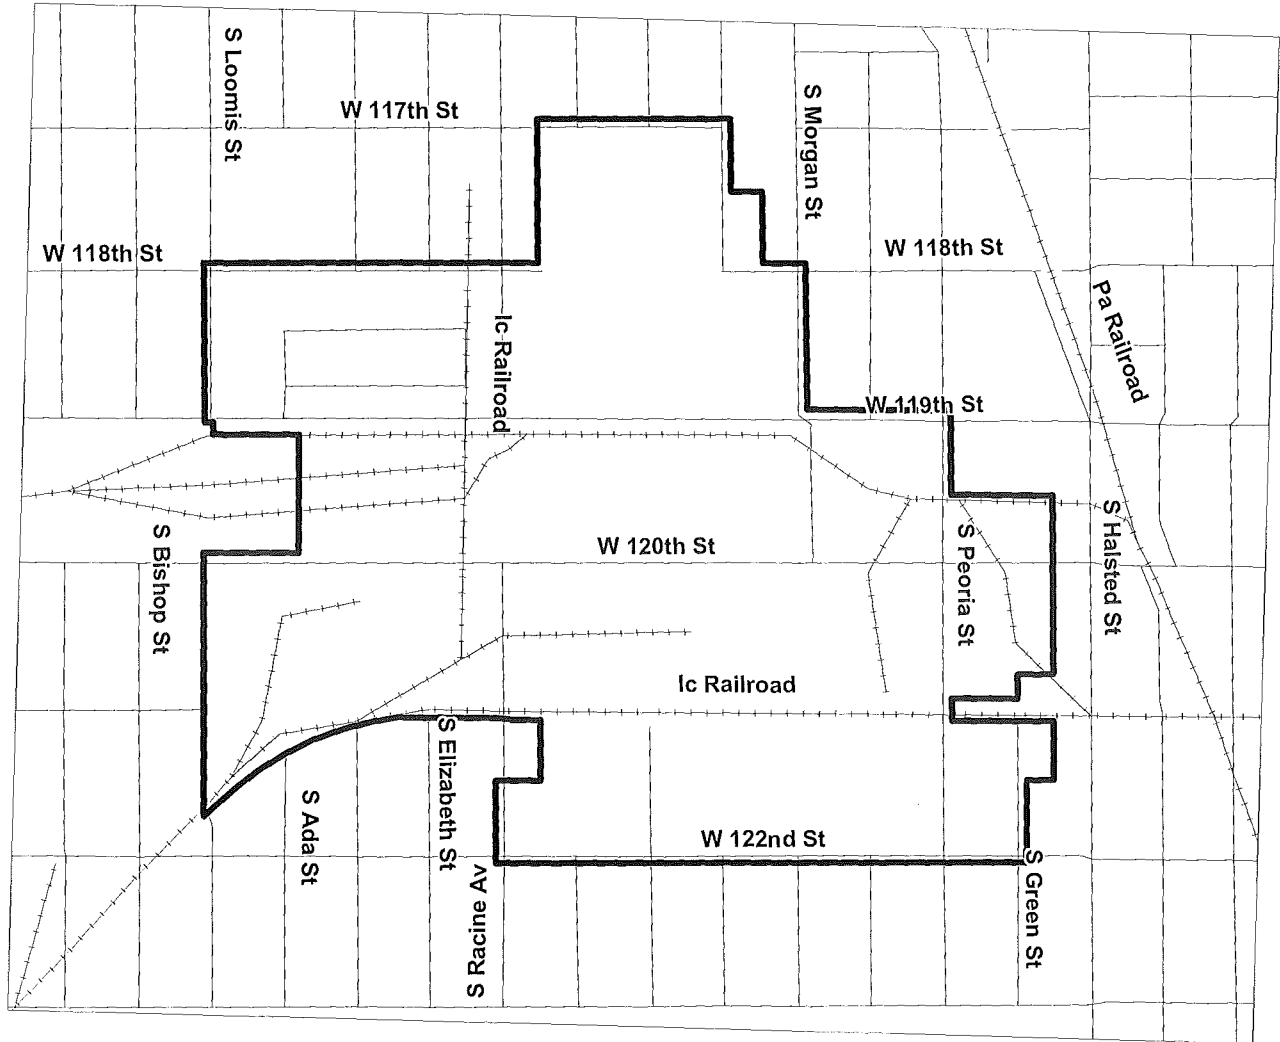 S Loomis St
W 117th St
S Morgan St
W 118th St
W 118th St
Pa Railroad
Ic Railroad
W 119th St
S Bishop St
W 120th St
S Peoria St
S Halsted St
Ic Railroad
S Elizabeth St
S Ada St
W 122nd St
S Racine Av
S Green St